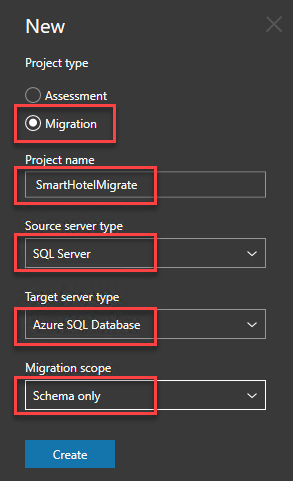 New
Project type
Assessment
Migration
Project name
SmartHotelMigrate
Source server type
SQL Server
Target server type
Azure SQL Database
Migration scope
Schema only
Create